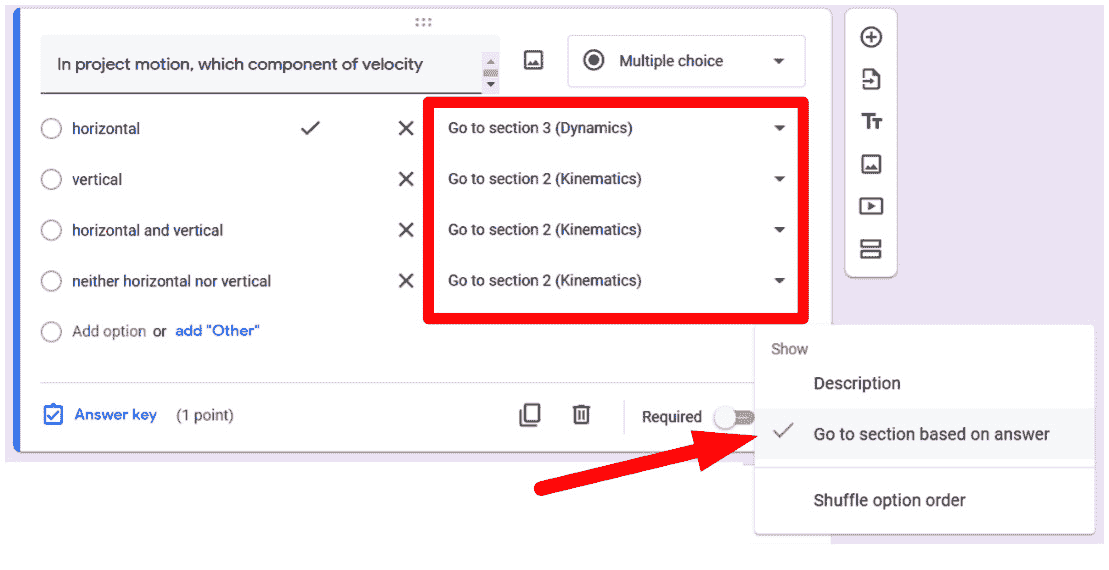 In project motion, which component of velocity
Multiple choice
horizontal Go to section 3 (Dynamics)
vertical Go to section 2 (Kinematics)
horizontal and vertical Go to section 2 (Kinematics)
neither horizontal nor vertical Go to section 2 (Kinematics)
Add option or add "Other"
Answer key (1 point) Required
Show
Description
Go to section based on answer
Shuffle option order
Tт